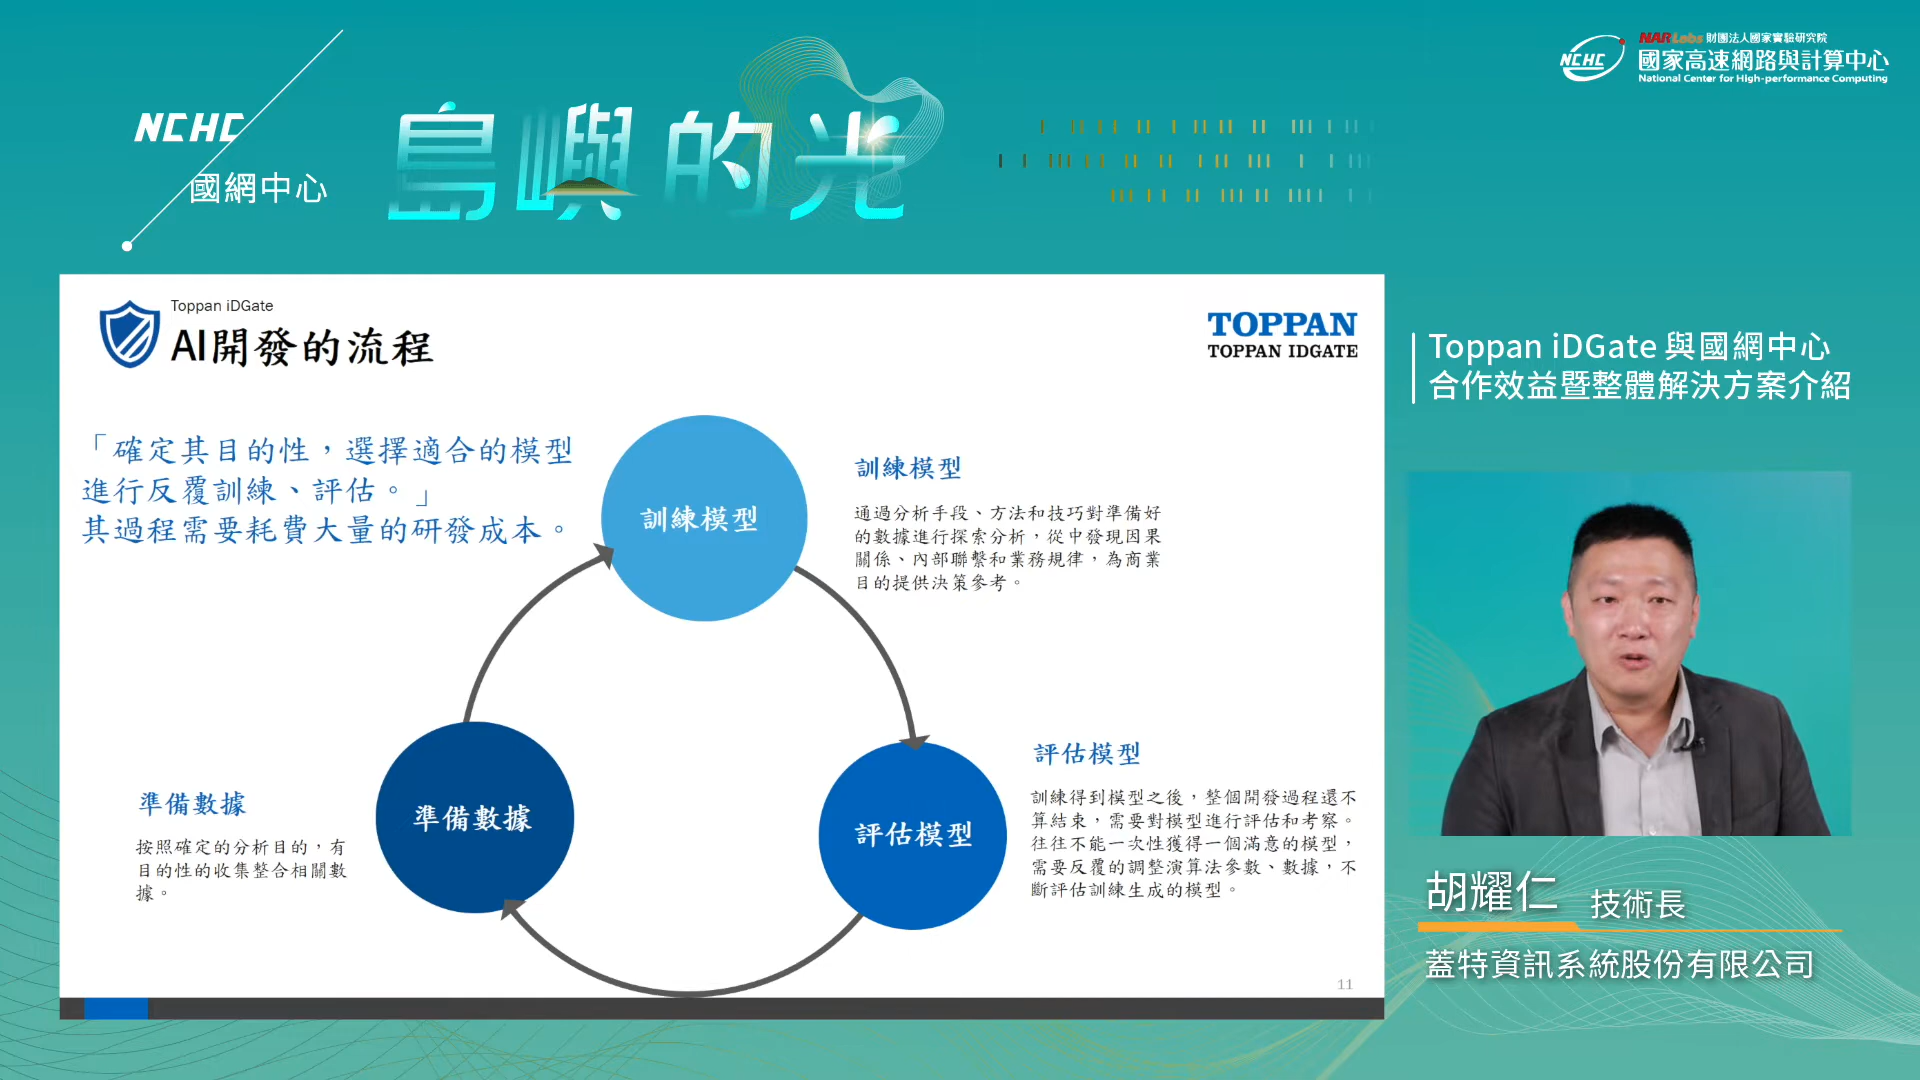 NCHC
國網中心
島嶼的光
NCHC
NARLabs 財團法人國家實驗研究院
國家高速網路與計算中心
National Center for High-performance Computing
Toppan iDGate
AI開發的流程
TOPPAN
TOPPAN IDGATE
「確定其目的性，選擇適合的模型
進行反覆訓練、評估。」
其過程需要耗費大量的研發成本。
訓練模型
訓練模型
通過分析手段、方法和技巧對準備好
的數據進行探索分析，從中發現因果
關係、內部聯繫和業務規律，為商業
目的提供決策參考。
準備數據
按照確定的分析目的，有
目的性的收集整合相關數
據。
準備數據
評估模型
評估模型
訓練得到模型之後，整個開發過程還不
算結束，需要對模型進行評估和考察。
往往不能一次性獲得一個滿意的模型，
需要反覆的調整演算法參數、數據，不
斷評估訓練生成的模型。
11
Toppan iDGate 與國網中心
合作效益暨整體解決方案介紹
胡耀仁 技術長
蓋特資訊系統股份有限公司